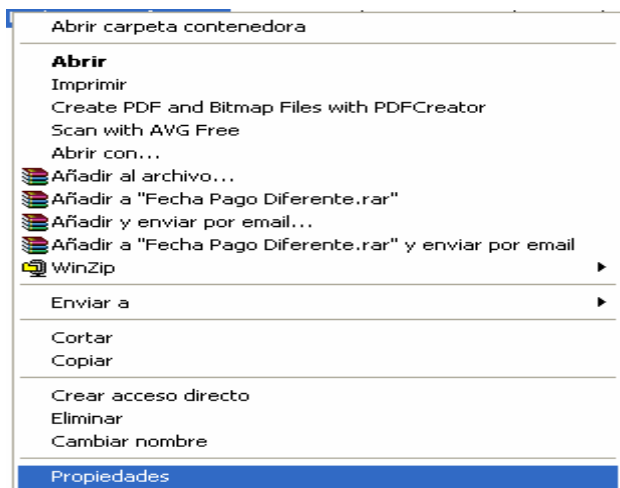 Abrir carpeta contenedora
Abrir
Imprimir
Create PDF and Bitmap Files with PDFCreator
Scan with AVG Free
Abrir con...
Añadir al archivo...
Añadir a "Fecha Pago Diferente.rar"
Añadir y enviar por email...
Añadir a "Fecha Pago Diferente.rar" y enviar por email
WinZip
Enviar a
Cortar
Copiar
Crear acceso directo
Eliminar
Cambiar nombre
Propiedades